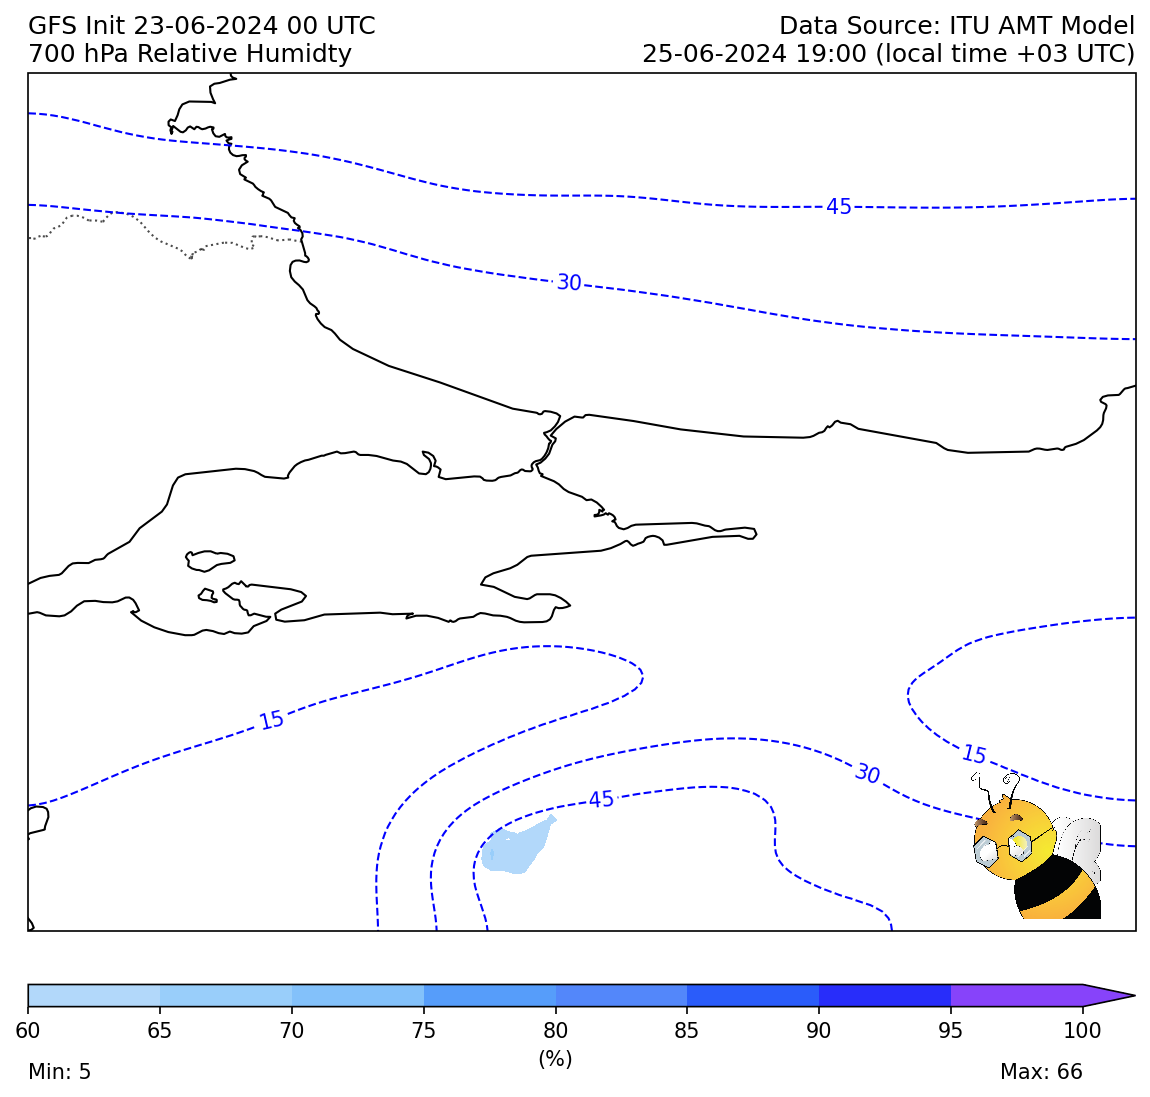 GFS Init 23-06-2024 00 UTC
Data Source: ITU AMT Model
700 hPa Relative Humidty
25-06-2024 19:00 (local time +03 UTC)
45
30
15
15
30
45
60 65 70 75 80 85 90 95 100
(%)
Min: 5
Max: 66